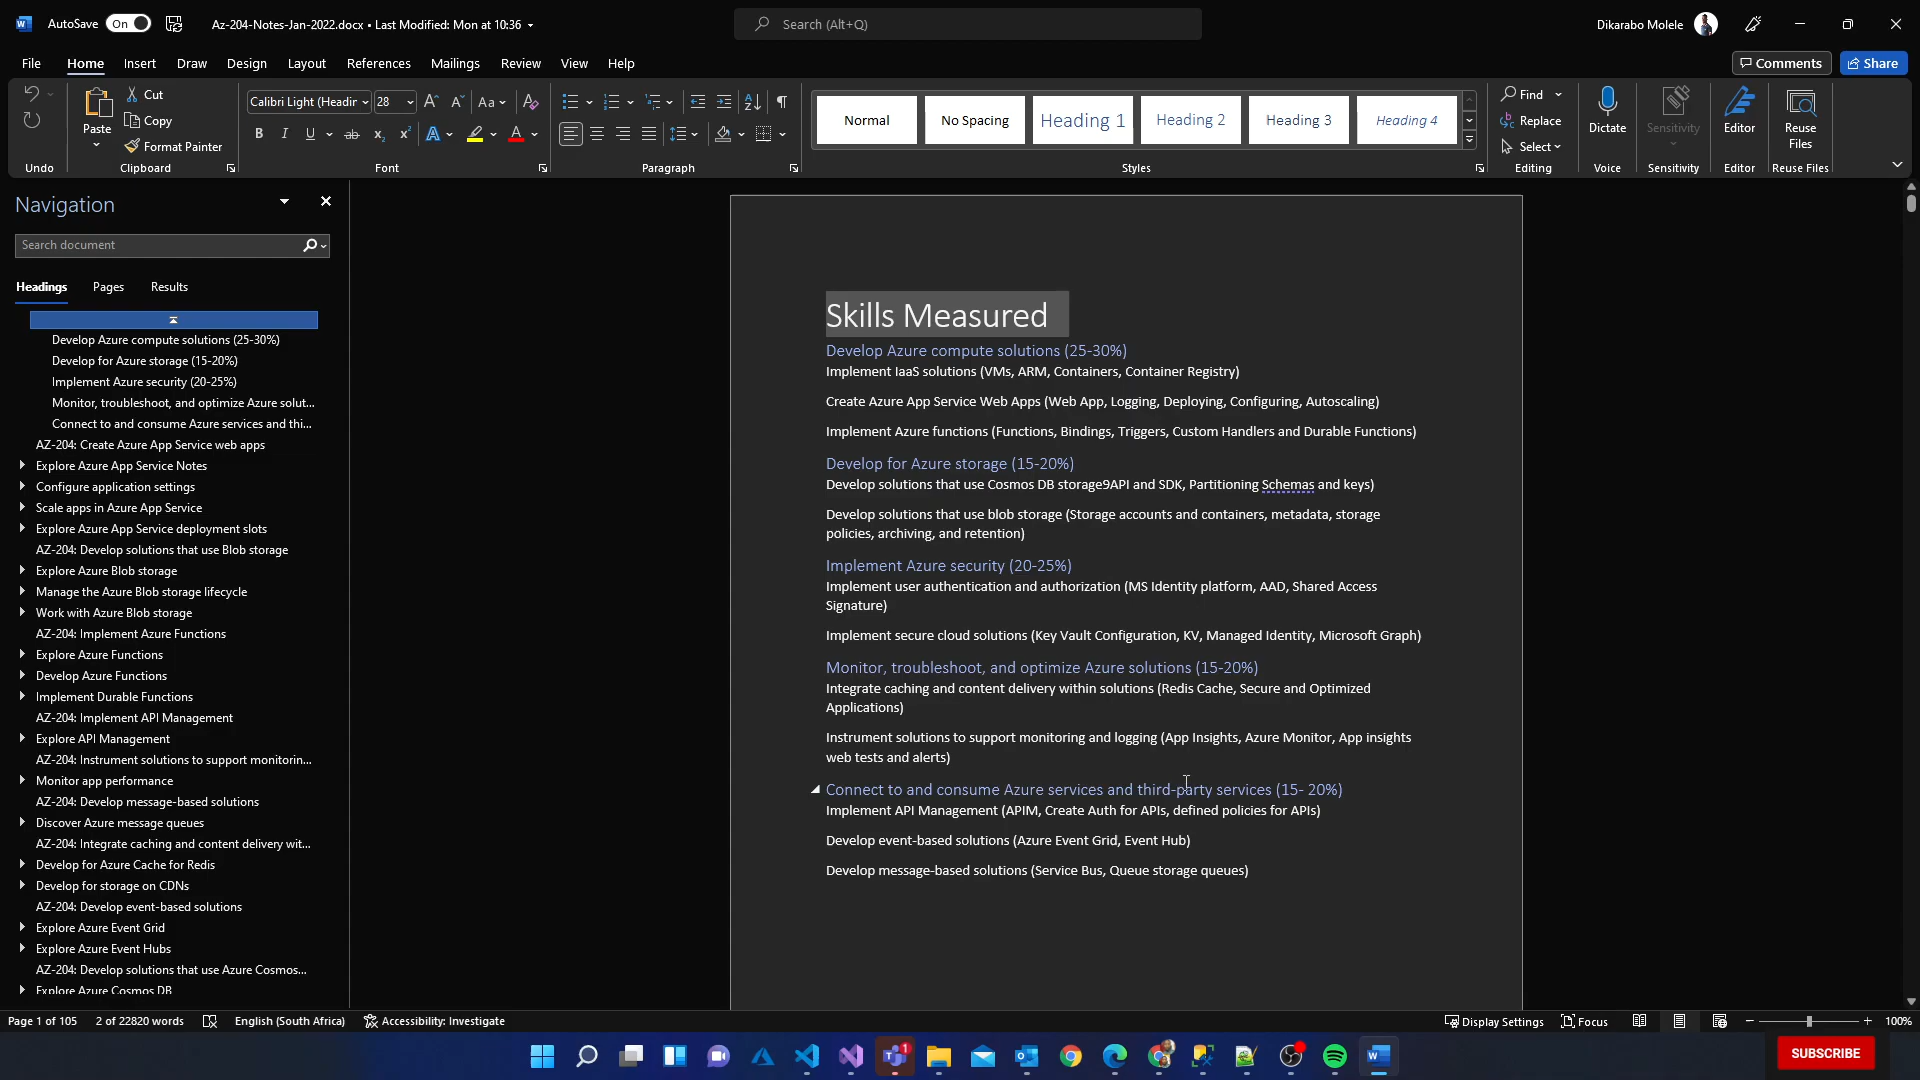 AutoSave On Az-204-Notes-Jan-2022.docx • Last Modified: Mon at 10:36 Search (Alt+Q) Dikarabo Molele
File Home Insert Draw Design Layout References Mailings Review View Help Comments Share
Paste Cut Copy Format Painter
Calibri Light (Headir 28 Aa
B I U ab x₂ x² A A
Normal No Spacing Heading 1 Heading 2 Heading 3 Heading 4
Find Replace Select
Dictate Sensitivity Editor Reuse Files
Undo Clipboard Font Paragraph Styles Editing Voice Sensitivity Editor Reuse Files
Navigation
Search document
Headings Pages Results
Develop Azure compute solutions (25-30%)
Develop for Azure storage (15-20%)
Implement Azure security (20-25%)
Monitor, troubleshoot, and optimize Azure solut...
Connect to and consume Azure services and thi...
AZ-204: Create Azure App Service web apps
Explore Azure App Service Notes
Configure application settings
Scale apps in Azure App Service
Explore Azure App Service deployment slots
AZ-204: Develop solutions that use Blob storage
Explore Azure Blob storage
Manage the Azure Blob storage lifecycle
Work with Azure Blob storage
AZ-204: Implement Azure Functions
Explore Azure Functions
Develop Azure Functions
Implement Durable Functions
AZ-204: Implement API Management
Explore API Management
AZ-204: Instrument solutions to support monitorin...
Monitor app performance
AZ-204: Develop message-based solutions
Discover Azure message queues
AZ-204: Integrate caching and content delivery wit...
Develop for Azure Cache for Redis
Develop for storage on CDNs
AZ-204: Develop event-based solutions
Explore Azure Event Grid
Explore Azure Event Hubs
AZ-204: Develop solutions that use Azure Cosmos...
Explore Azure Cosmos DB
Skills Measured
Develop Azure compute solutions (25-30%)
Implement IaaS solutions (VMs, ARM, Containers, Container Registry)
Create Azure App Service Web Apps (Web App, Logging, Deploying, Configuring, Autoscaling)
Implement Azure functions (Functions, Bindings, Triggers, Custom Handlers and Durable Functions)
Develop for Azure storage (15-20%)
Develop solutions that use Cosmos DB storage9API and SDK, Partitioning Schemas and keys)
Develop solutions that use blob storage (Storage accounts and containers, metadata, storage
policies, archiving, and retention)
Implement Azure security (20-25%)
Implement user authentication and authorization (MS Identity platform, AAD, Shared Access
Signature)
Implement secure cloud solutions (Key Vault Configuration, KV, Managed Identity, Microsoft Graph)
Monitor, troubleshoot, and optimize Azure solutions (15-20%)
Integrate caching and content delivery within solutions (Redis Cache, Secure and Optimized
Applications)
Instrument solutions to support monitoring and logging (App Insights, Azure Monitor, App insights
web tests and alerts)
Connect to and consume Azure services and third-party services (15- 20%)
Implement API Management (APIM, Create Auth for APIs, defined policies for APIs)
Develop event-based solutions (Azure Event Grid, Event Hub)
Develop message-based solutions (Service Bus, Queue storage queues)
Page 1 of 105 2 of 22820 words English (South Africa) Accessibility: Investigate Display Settings Focus 100%
SUBSCRIBE